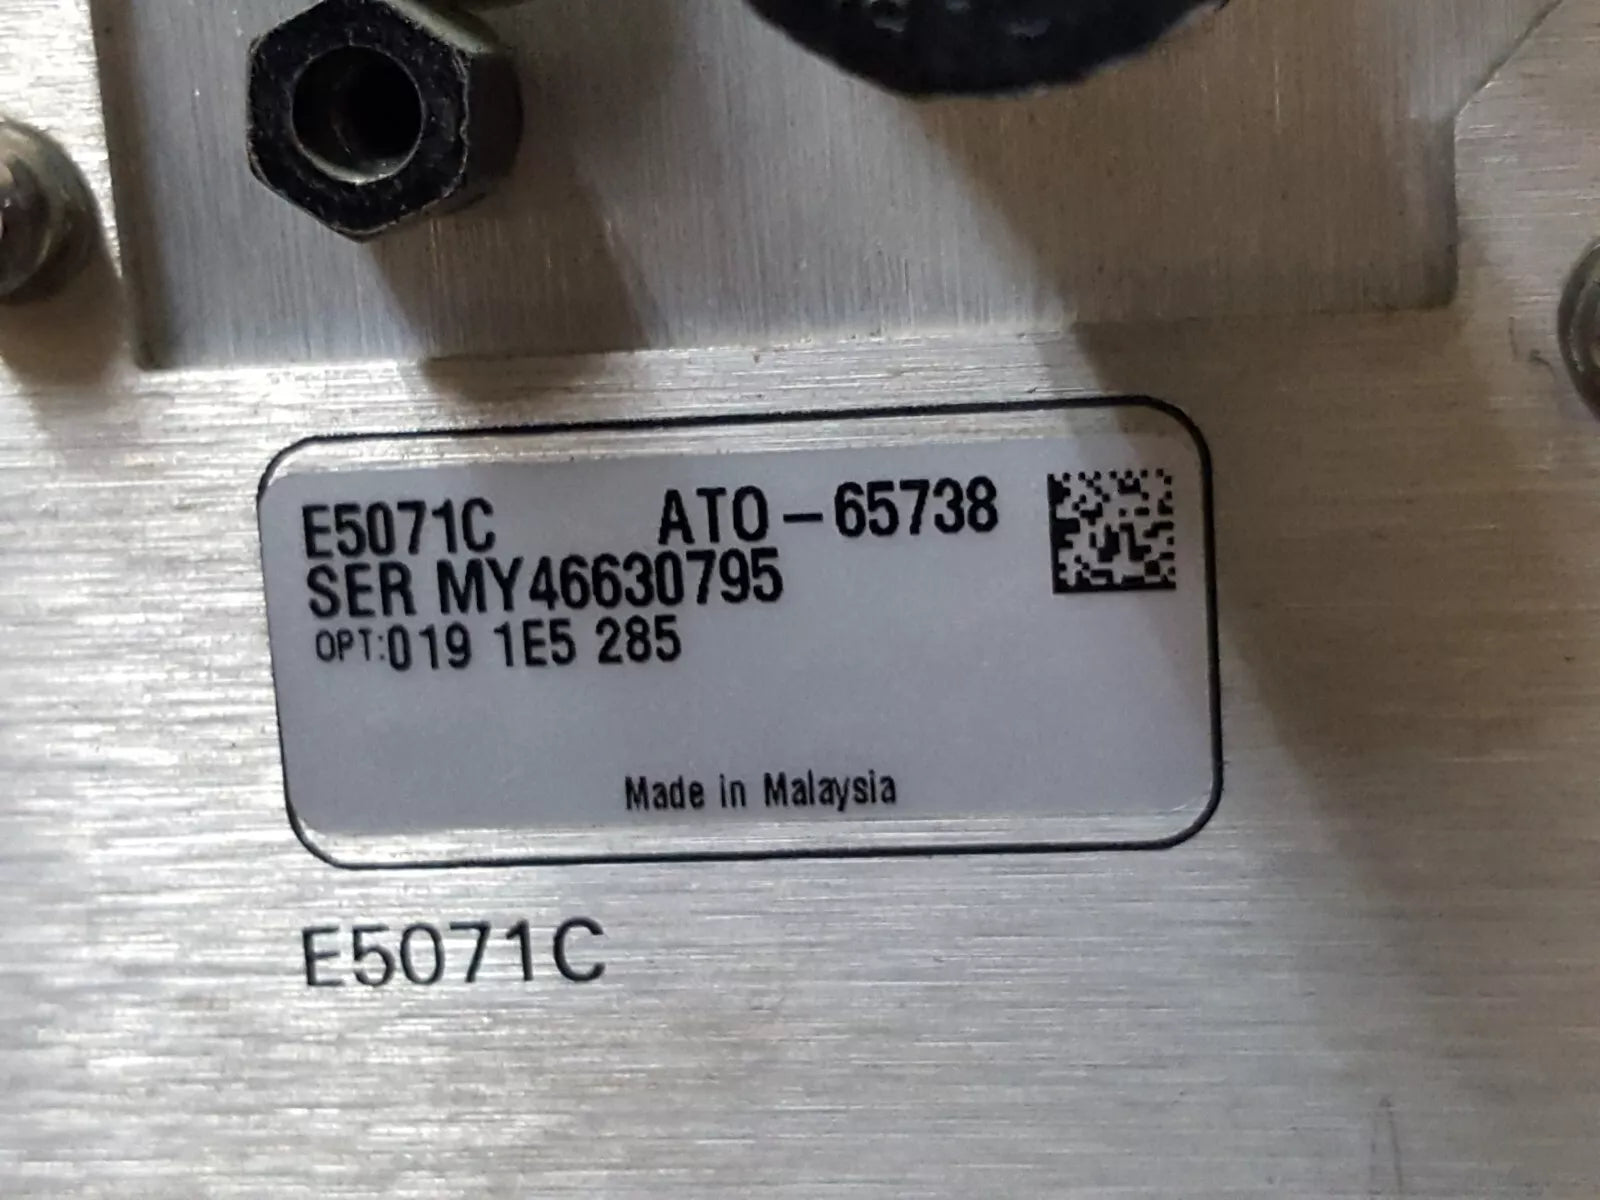 E5071C ATO-65738
SER MY46630795
OPT:019 1E5 285
Made in Malaysia
E5071C